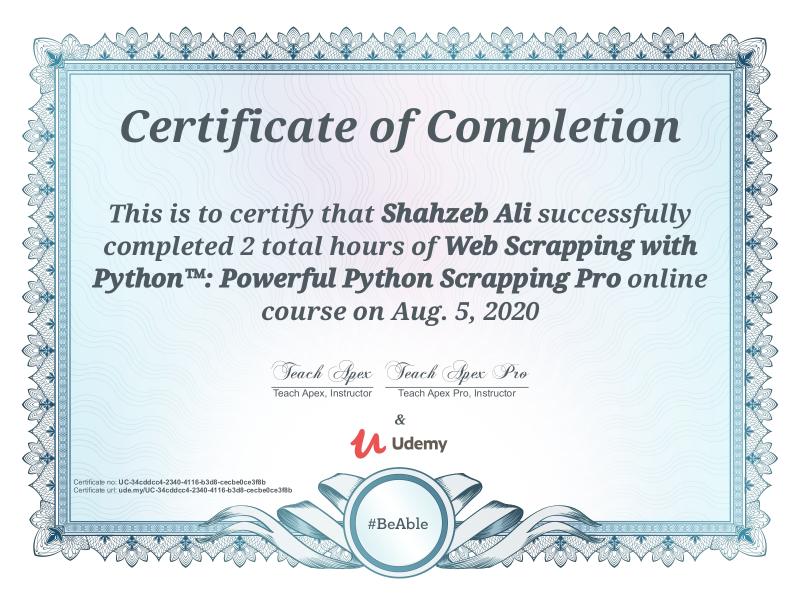 Certificate of Completion
This is to certify that Shahzeb Ali successfully
completed 2 total hours of Web Scrapping with
Python™: Powerful Python Scrapping Pro online
course on Aug. 5, 2020
Teach Apex Teach Apex Pro
Teach Apex, Instructor Teach Apex Pro, Instructor
&
Udemy
Certificate no: UC-34cddcc4-2340-4116-b3d8-cecbe0ce3f8b
Certificate url: ude.my/UC-34cddcc4-2340-4116-b3d8-cecbe0ce3f8b
#BeAble